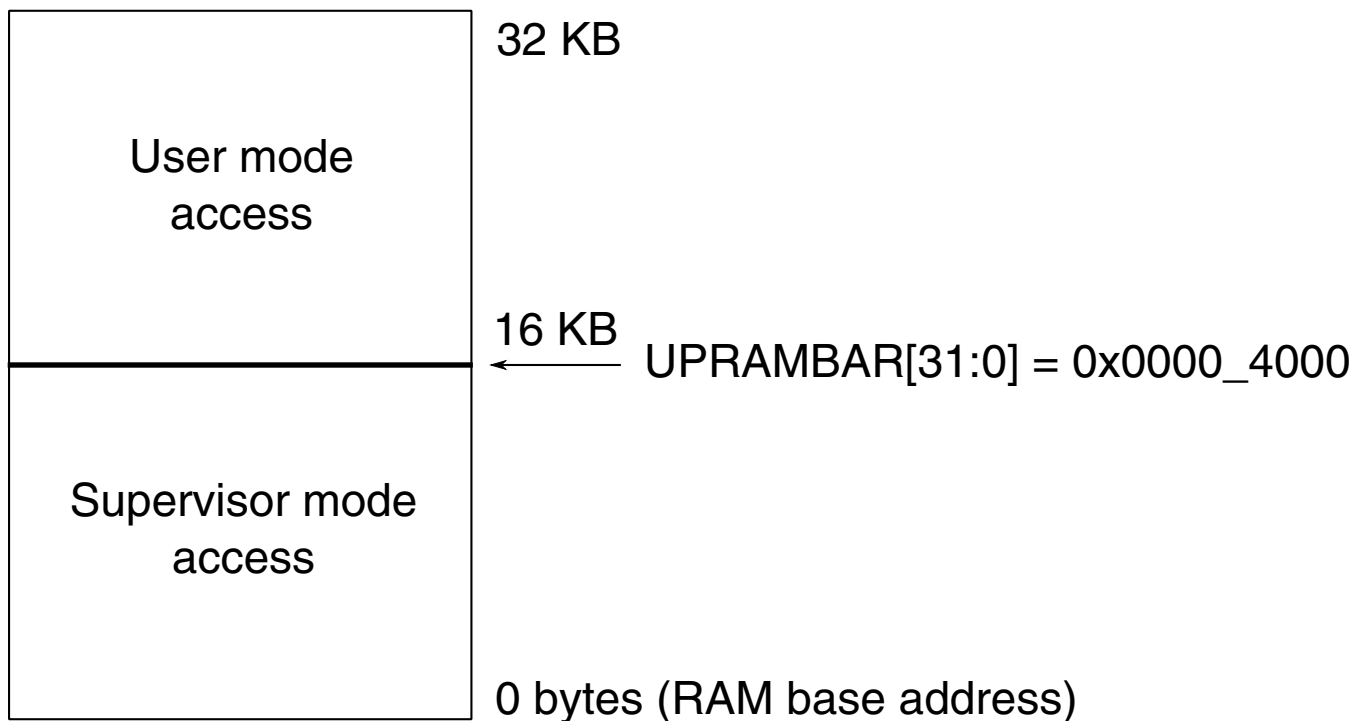 32 KB
User mode
access
16 KB
UPRAMBAR[31:0] = 0x0000_4000
Supervisor mode
access
0 bytes (RAM base address)